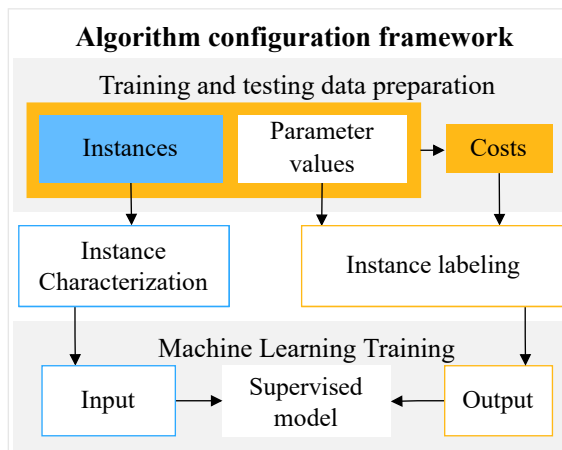 Algorithm configuration framework
Training and testing data preparation
Instances
Parameter
values
Costs
Instance
Characterization
Instance labeling
Machine Learning Training
Input
Supervised
model
Output